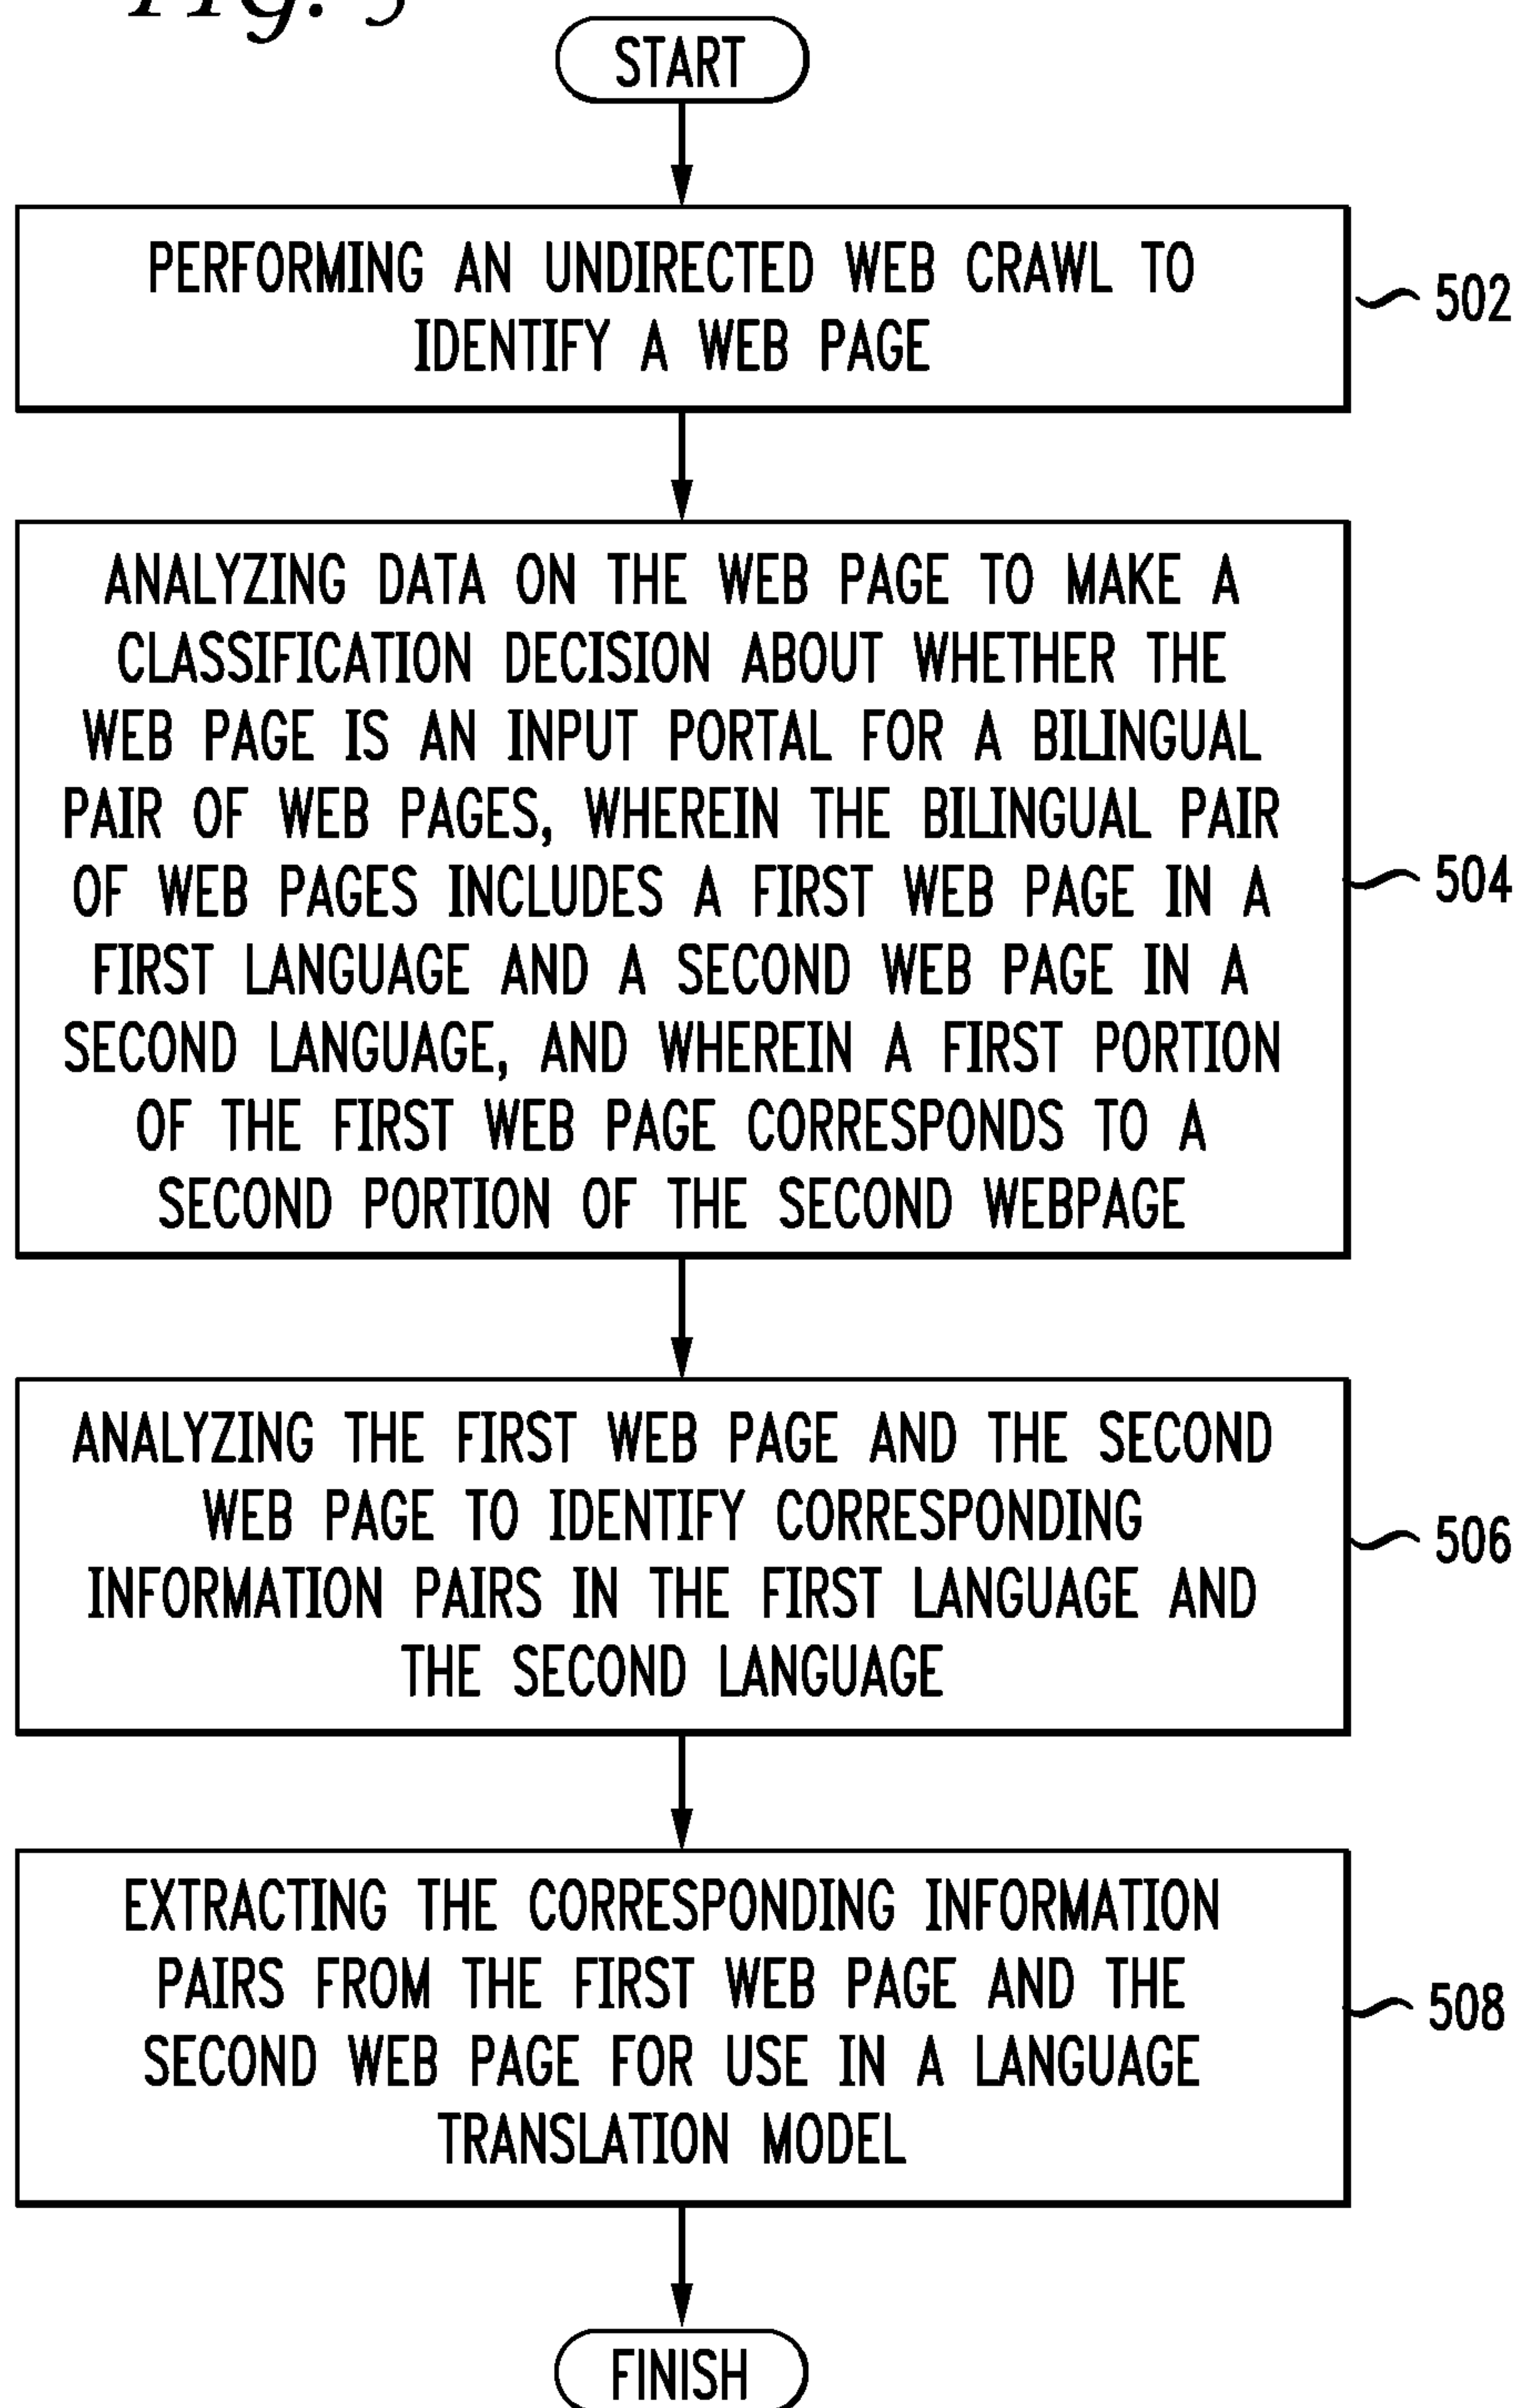 FIG. 5
START
PERFORMING AN UNDIRECTED WEB CRAWL TO
IDENTIFY A WEB PAGE
502
ANALYZING DATA ON THE WEB PAGE TO MAKE A
CLASSIFICATION DECISION ABOUT WHETHER THE
WEB PAGE IS AN INPUT PORTAL FOR A BILINGUAL
PAIR OF WEB PAGES, WHEREIN THE BILINGUAL PAIR
OF WEB PAGES INCLUDES A FIRST WEB PAGE IN A
FIRST LANGUAGE AND A SECOND WEB PAGE IN A
SECOND LANGUAGE, AND WHEREIN A FIRST PORTION
OF THE FIRST WEB PAGE CORRESPONDS TO A
SECOND PORTION OF THE SECOND WEBPAGE
504
ANALYZING THE FIRST WEB PAGE AND THE SECOND
WEB PAGE TO IDENTIFY CORRESPONDING
INFORMATION PAIRS IN THE FIRST LANGUAGE AND
THE SECOND LANGUAGE
506
EXTRACTING THE CORRESPONDING INFORMATION
PAIRS FROM THE FIRST WEB PAGE AND THE
SECOND WEB PAGE FOR USE IN A LANGUAGE
TRANSLATION MODEL
508
FINISH